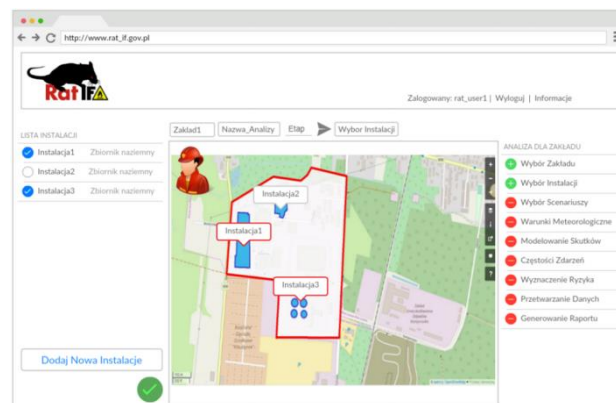 http://www.rat_if.gov.pl
Rat IFA
Zalogowany: rat_user1 | Wyloguj | Informacje
Zaklad1
Nazwa_Analizy
Etap
Wybor Instalacji
LISTA INSTALACJI
Instalacja1 Zbiornik naziemny
Instalacja2 Zbiornik naziemny
Instalacja3 Zbiornik naziemny
Instalacja2
Instalacja1
Instalacja3
ANALIZA DLA ZAKŁADU
Wybór Zakładu
Wybór Instalacji
Wybór Scenariuszy
Warunki Meteorologiczne
Modelowanie Skutków
Częstości Zdarzeń
Wyznaczenie Ryzyka
Przetwarzanie Danych
Generowanie Raportu
Dodaj Nowa Instalacje